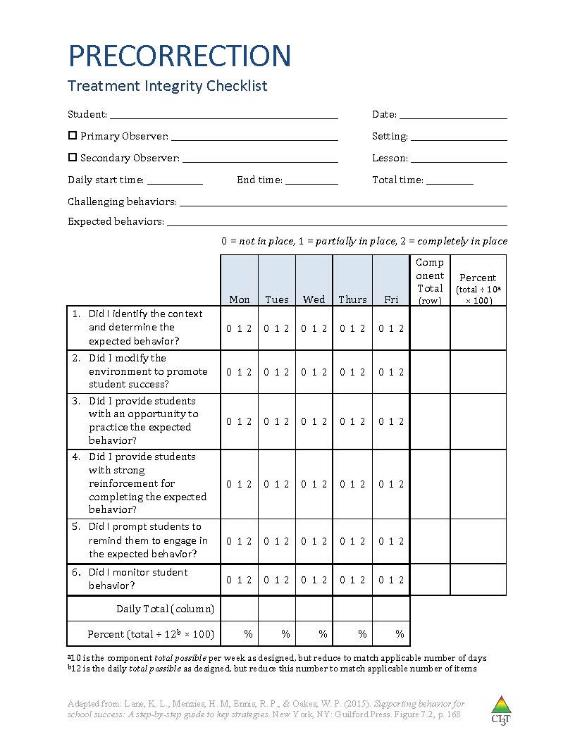 PRECORRECTION
Treatment Integrity Checklist
Student: Date:
Primary Observer: Setting:
Secondary Observer: Lesson:
Daily start time: End time: Total time:
Challenging behaviors:
Expected behaviors:
0 = not in place, 1 = partially in place, 2 = completely in place
Mon Tues Wed Thurs Fri
Comp
onent
Total
(row)
Percent
(total ÷ 10ᵃ
× 100)
1. Did I identify the context
and determine the
expected behavior?
0 1 2 0 1 2 0 1 2 0 1 2 0 1 2
2. Did I modify the
environment to promote
student success?
0 1 2 0 1 2 0 1 2 0 1 2 0 1 2
3. Did I provide students
with an opportunity to
practice the expected
behavior?
0 1 2 0 1 2 0 1 2 0 1 2 0 1 2
4. Did I provide students
with strong
reinforcement for
completing the expected
behavior?
0 1 2 0 1 2 0 1 2 0 1 2 0 1 2
5. Did I prompt students to
remind them to engage in
the expected behavior?
0 1 2 0 1 2 0 1 2 0 1 2 0 1 2
6. Did I monitor student
behavior?
0 1 2 0 1 2 0 1 2 0 1 2 0 1 2
Daily Total (column)
Percent (total ÷ 12ᵇ × 100) % % % % %
ᵃ10 is the component total possible per week as designed, but reduce to match applicable number of days
ᵇ12 is the daily total possible as designed, but reduce this number to match applicable number of items
Adapted from: Lane, K. L., Menzies, H. M, Ennis, R. P., & Oakes, W. P. (2015). Supporting behavior for
school success: A step-by-step guide to key strategies. New York, NY: Guilford Press. Figure 7.2, p. 168
CI3T